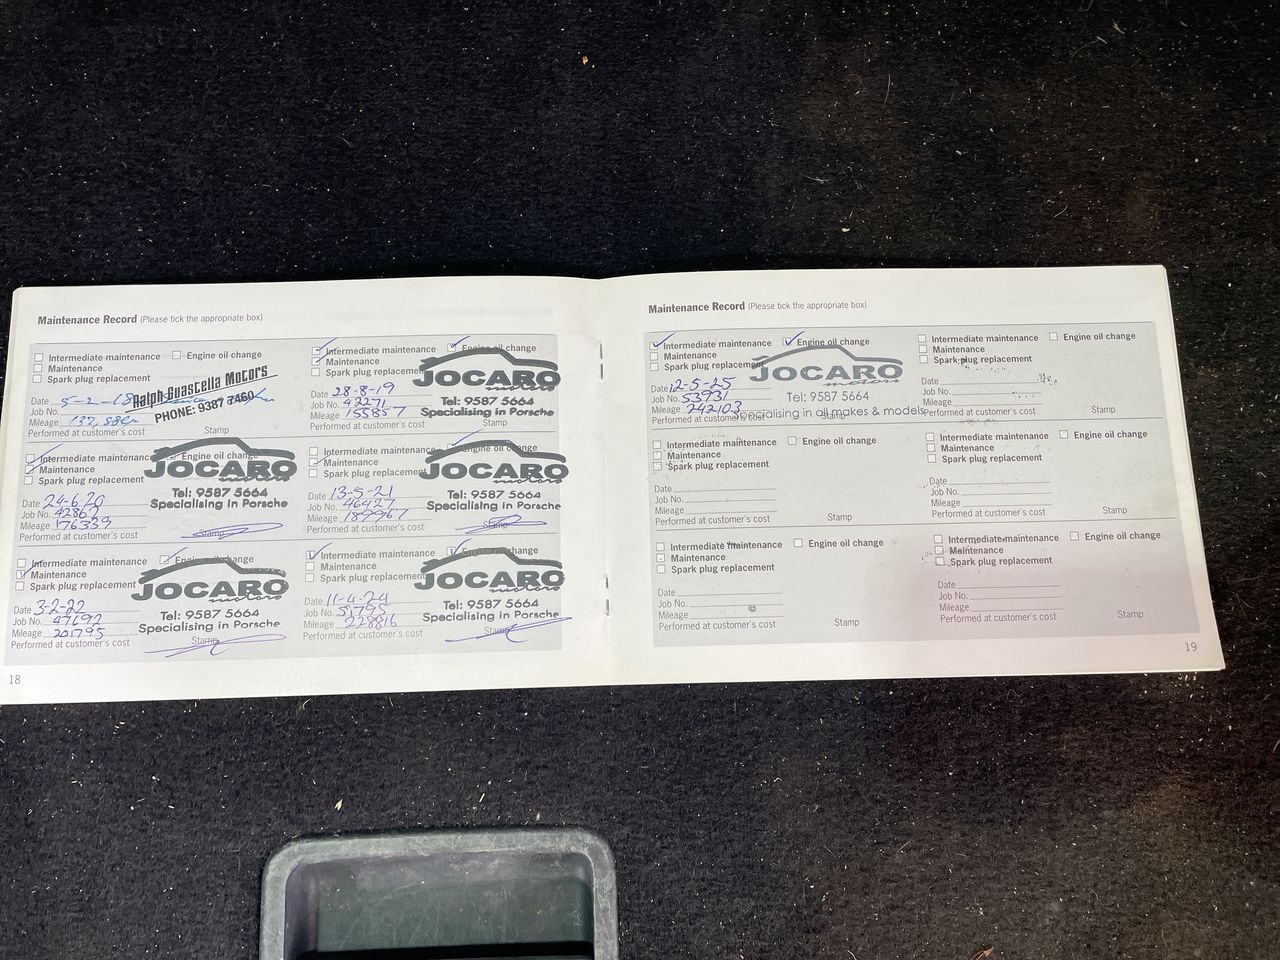 Maintenance Record (Please tick the appropriate box)
Intermediate maintenance Engine oil change
Maintenance
Spark plug replacement
Ralph Guastella Motors
PHONE: 9387 7460
Date 5-2-18
Job No.
Mileage
Performed at customer's cost Stamp
Intermediate maintenance Engine oil change
Maintenance
Spark plug replacement
JOCARO
motors
Tel: 9587 5664
Specialising in Porsche
Date 28-8-19
Job No. 42271
Mileage 155857
Performed at customer's cost Stamp
Intermediate maintenance Engine oil change
Maintenance
Spark plug replacement
JOCARO
motors
Tel: 9587 5664
Specialising in Porsche
Date 24-6-20
Job No.
Mileage 176339
Performed at customer's cost Stamp
Intermediate maintenance Engine oil change
Maintenance
Spark plug replacement
JOCARO
motors
Tel: 9587 5664
Specialising in Porsche
Date 13-5-21
Job No. 46427
Mileage 189967
Performed at customer's cost Stamp
Intermediate maintenance Engine oil change
Maintenance
Spark plug replacement
JOCARO
motors
Tel: 9587 5664
Specialising in Porsche
Date 3-2-22
Job No. 47692
Mileage 201795
Performed at customer's cost Stamp
Intermediate maintenance Engine oil change
Maintenance
Spark plug replacement
JOCARO
motors
Tel: 9587 5664
Specialising in Porsche
Date 11-4-24
Job No. 51795
Mileage 228816
Performed at customer's cost Stamp
18
Maintenance Record (Please tick the appropriate box)
Intermediate maintenance Engine oil change
Maintenance
Spark plug replacement
JOCARO
motors
Tel: 9587 5664
Specialising in all makes & models
Date 12-5-25
Job No. 53931
Mileage 242103
Performed at customer's cost Stamp
Intermediate maintenance Engine oil change
Maintenance
Spark plug replacement
Date
Job No.
Mileage
Performed at customer's cost Stamp
Intermediate maintenance Engine oil change
Maintenance
Spark plug replacement
Date
Job No.
Mileage
Performed at customer's cost Stamp
Intermediate maintenance Engine oil change
Maintenance
Spark plug replacement
Date
Job No.
Mileage
Performed at customer's cost Stamp
Intermediate maintenance Engine oil change
Maintenance
Spark plug replacement
Date
Job No.
Mileage
Performed at customer's cost Stamp
Intermediate maintenance Engine oil change
Maintenance
Spark plug replacement
Date
Job No.
Mileage
Performed at customer's cost Stamp
19